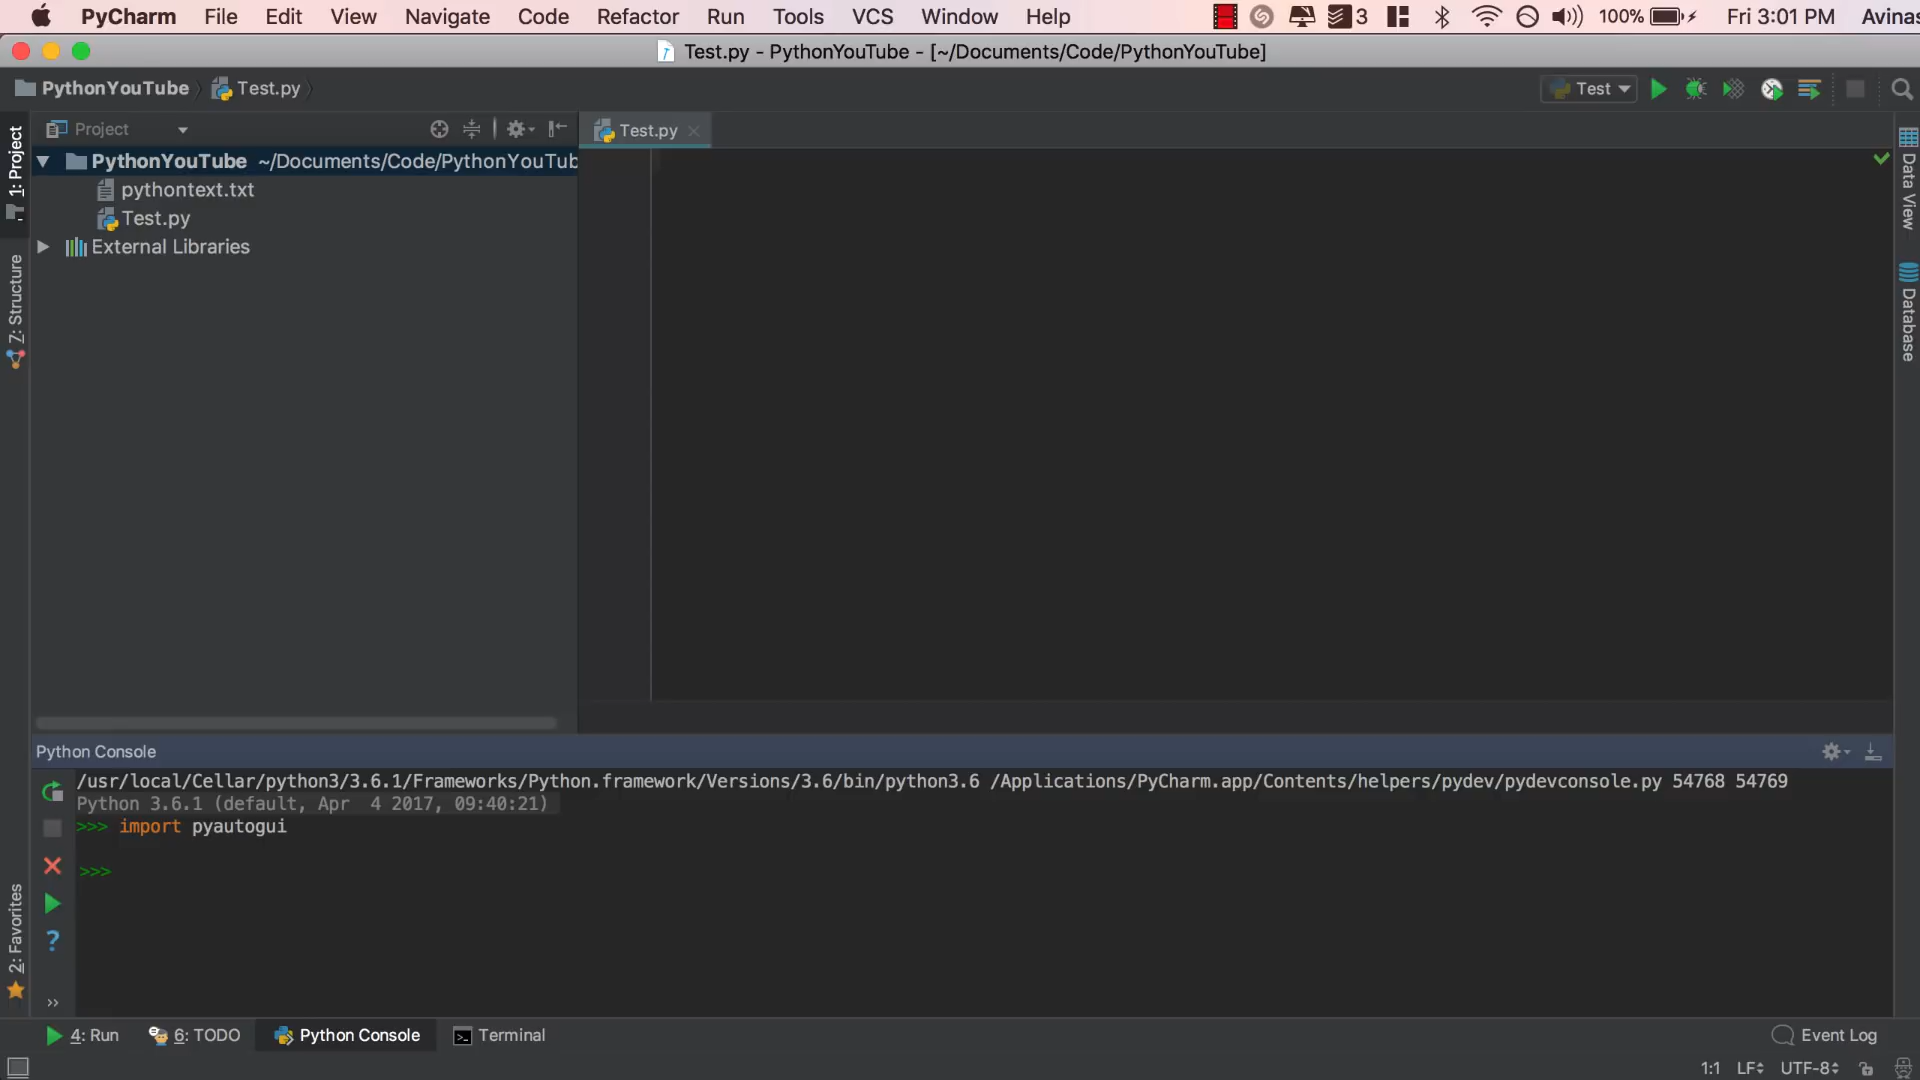 PyCharm File Edit View Navigate Code Refactor Run Tools VCS Window Help 3 100% Fri 3:01 PM Avinas
Test.py - PythonYouTube - [~/Documents/Code/PythonYouTube]
PythonYouTube Test.py Test
Project
Test.py
1: Project
PythonYouTube ~/Documents/Code/PythonYouTub
pythontext.txt
Test.py
External Libraries
Z: Structure
Data View
Database
Python Console
/usr/local/Cellar/python3/3.6.1/Frameworks/Python.framework/Versions/3.6/bin/python3.6 /Applications/PyCharm.app/Contents/helpers/pydev/pydevconsole.py 54768 54769
Python 3.6.1 (default, Apr  4 2017, 09:40:21)
>>> import pyautogui
>>>
2: Favorites
4: Run 6: TODO Python Console Terminal Event Log
1:1 LF UTF-8